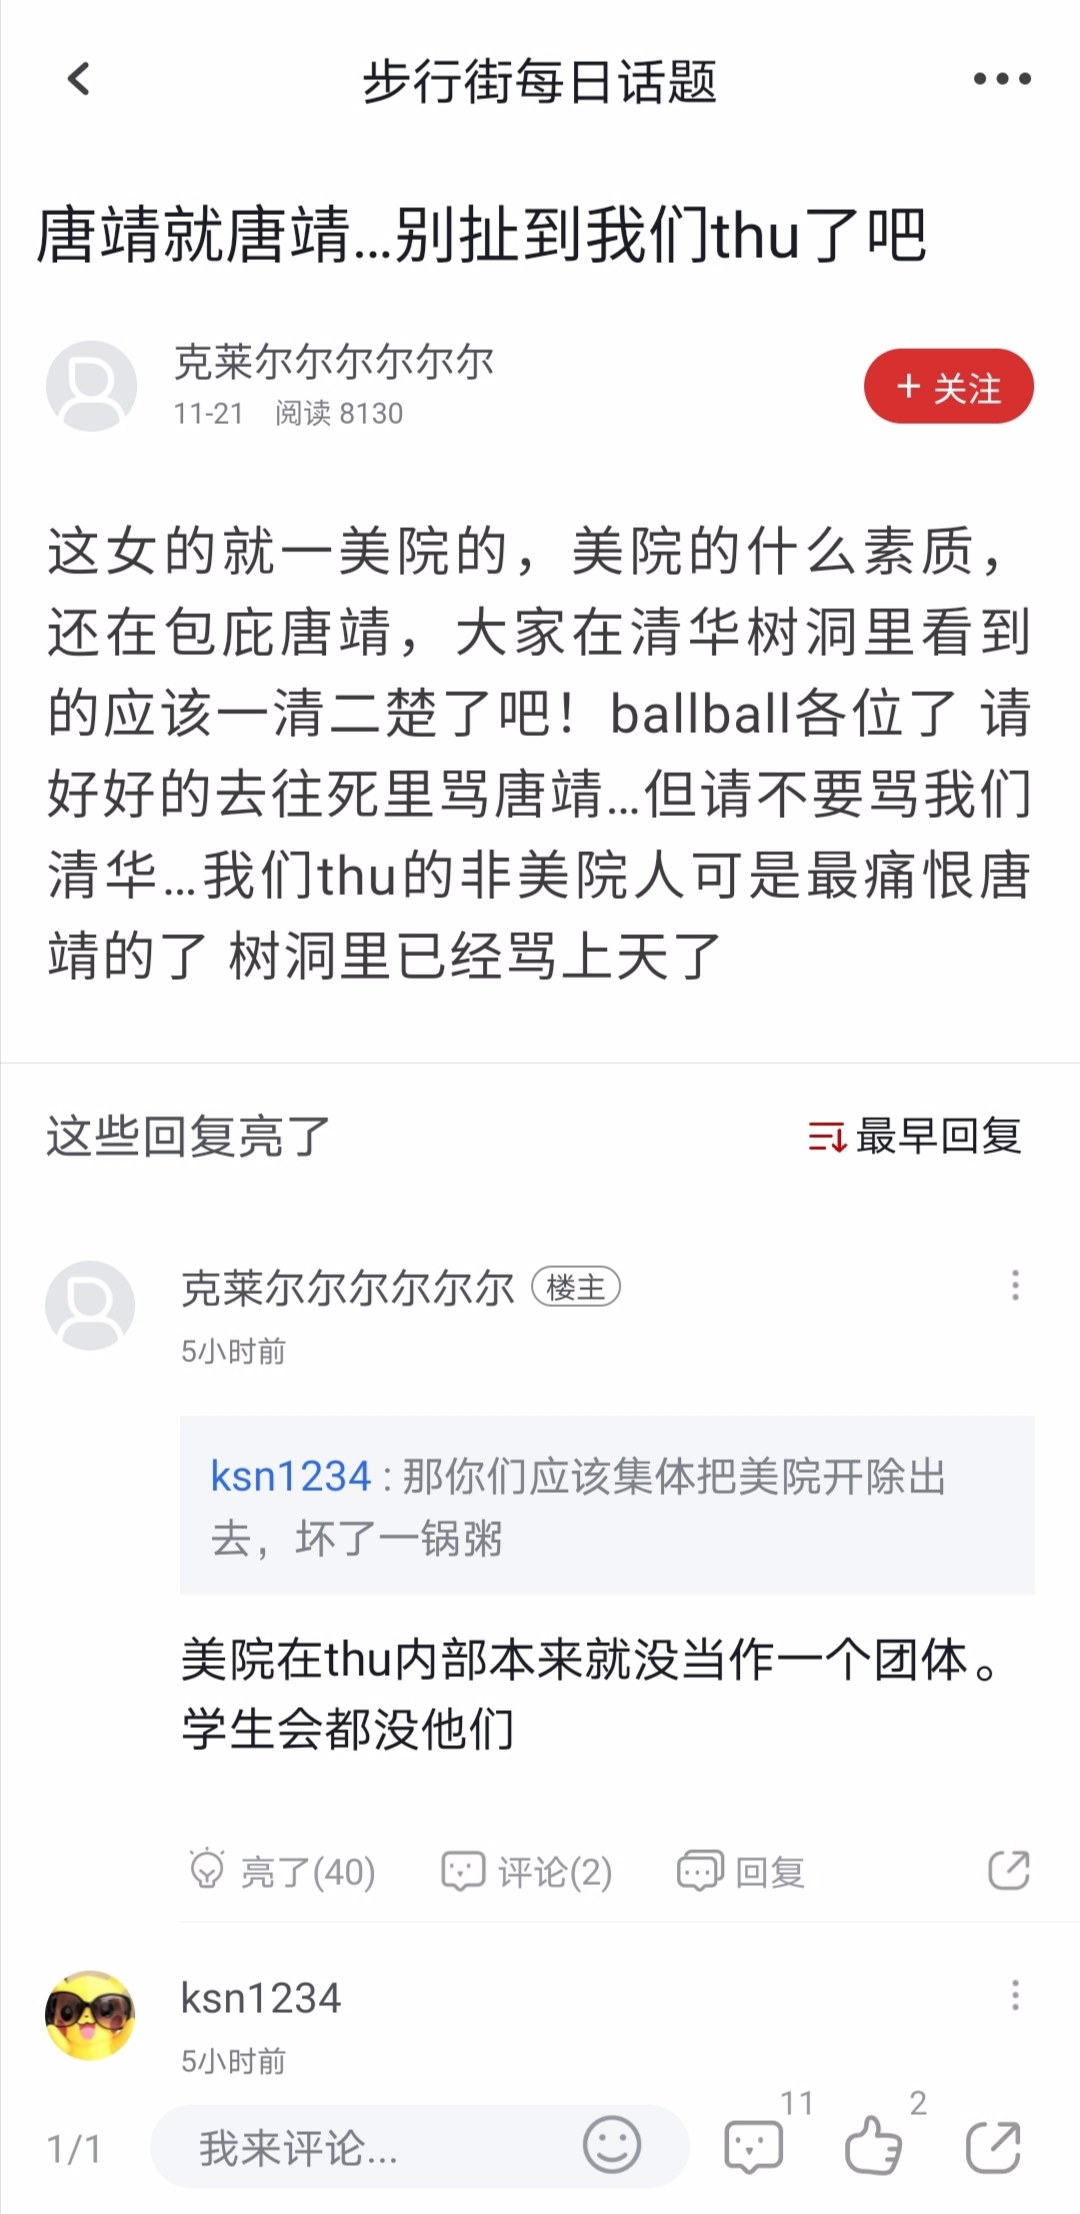 步行街每日话题
唐靖就唐靖...别扯到我们thu了吧
克莱尔尔尔尔尔尔
11-21 阅读 8130
+ 关注
这女的就一美院的，美院的什么素质，
还在包庇唐靖，大家在清华树洞里看到
的应该一清二楚了吧！ballball各位了 请
好好的去往死里骂唐靖...但请不要骂我们
清华...我们thu的非美院人可是最痛恨唐
靖的了 树洞里已经骂上天了
这些回复亮了
最早回复
克莱尔尔尔尔尔尔 楼主
5小时前
ksn1234 : 那你们应该集体把美院开除出
去，坏了一锅粥
美院在thu内部本来就没当作一个团体。
学生会都没他们
亮了(40) 评论(2) 回复
ksn1234
5小时前
1/1 我来评论... 11 2